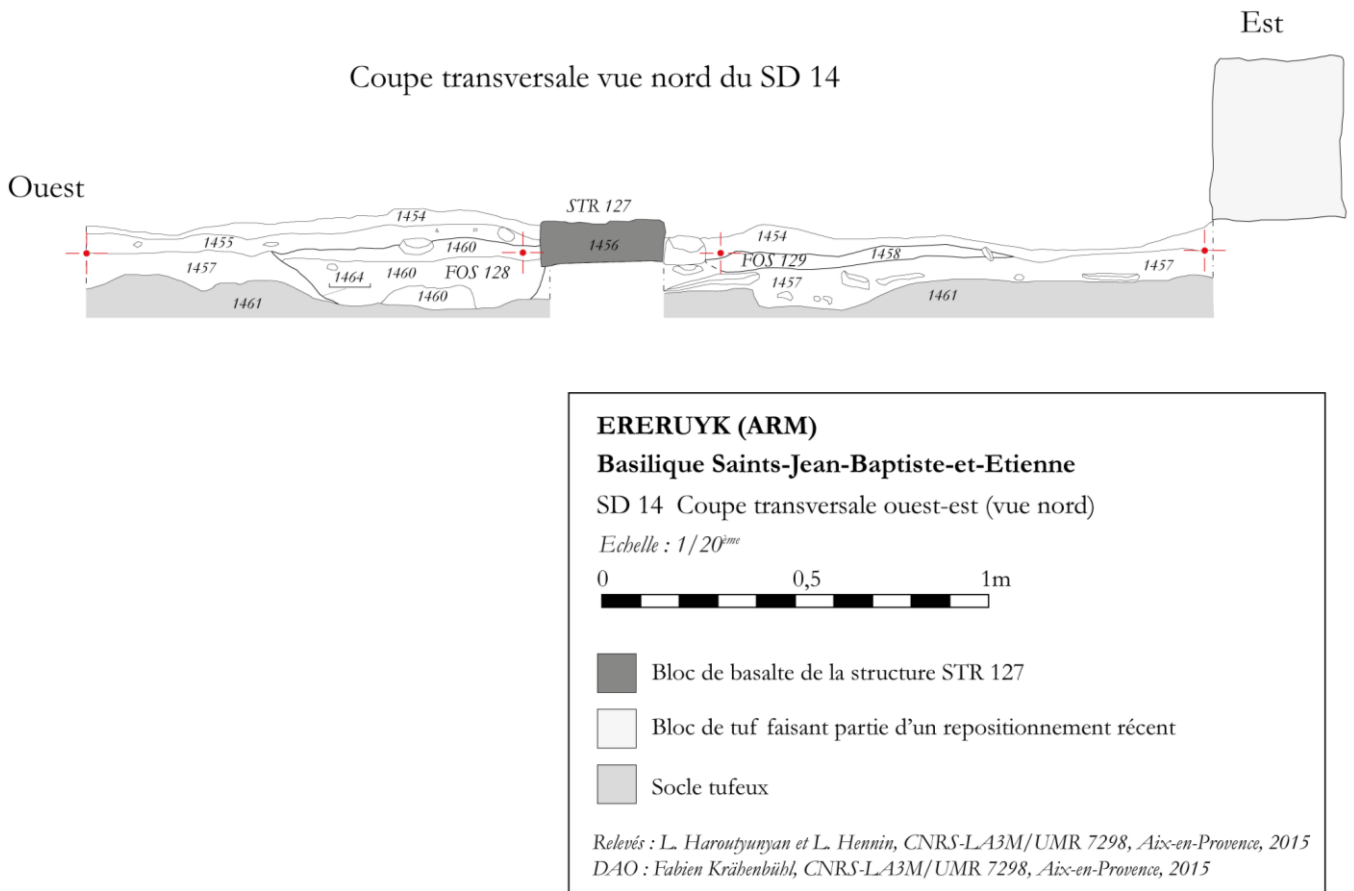 Est
Coupe transversale vue nord du SD 14
Ouest
STR 127
1454
1455
1460
1456
1454
1457
1464
1460
FOS 128
FOS 129
1458
1457
1460
1457
1461
1461
ERERUYK (ARM)
Basilique Saints-Jean-Baptiste-et-Etienne
SD 14 Coupe transversale ouest-est (vue nord)
Echelle : 1/20ème
0 0,5 1m
Bloc de basalte de la structure STR 127
Bloc de tuf faisant partie d'un repositionnement récent
Socle tufeux
Relevés : L. Haroutyunyan et L. Hennin, CNRS-LA3M/UMR 7298, Aix-en-Provence, 2015
DAO : Fabien Krähenbühl, CNRS-LA3M/UMR 7298, Aix-en-Provence, 2015